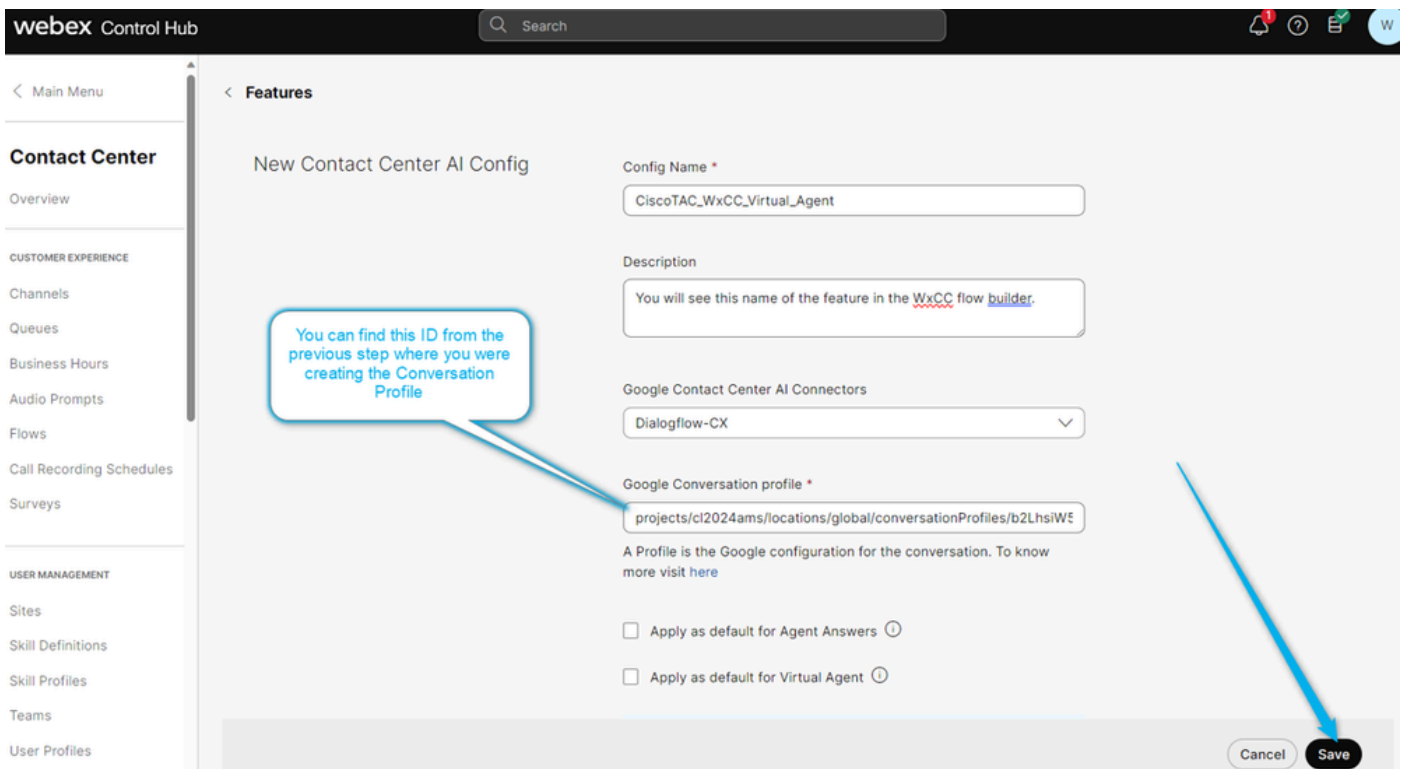 webex Control Hub
Search
1
W
Main Menu
Features
Contact Center
Overview
CUSTOMER EXPERIENCE
Channels
Queues
Business Hours
Audio Prompts
Flows
Call Recording Schedules
Surveys
USER MANAGEMENT
Sites
Skill Definitions
Skill Profiles
Teams
User Profiles
New Contact Center AI Config
You can find this ID from the
previous step where you were
creating the Conversation
Profile
Config Name *
CiscoTAC_WxCC_Virtual_Agent
Description
You will see this name of the feature in the WxCC flow builder.
Google Contact Center AI Connectors
Dialogflow-CX
Google Conversation profile *
projects/cl2024ams/locations/global/conversationProfiles/b2LhsiW5
A Profile is the Google configuration for the conversation. To know
more visit here
Apply as default for Agent Answers
Apply as default for Virtual Agent
Cancel
Save